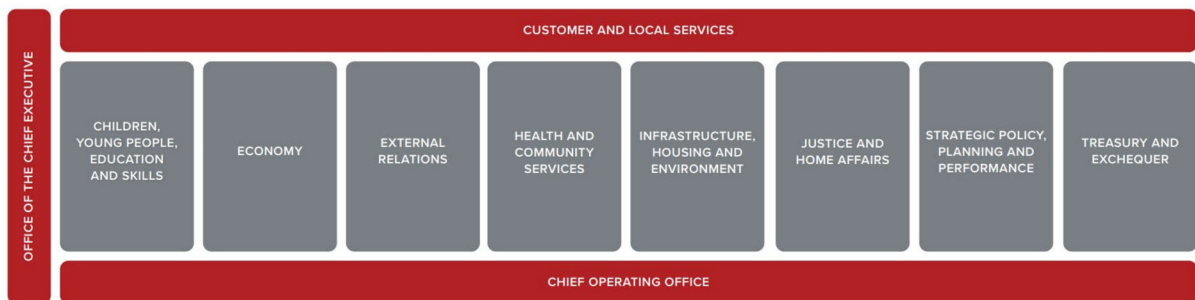 OFFICE OF THE CHIEF EXECUTIVE
CUSTOMER AND LOCAL SERVICES
CHILDREN,
YOUNG PEOPLE,
EDUCATION
AND SKILLS
ECONOMY
EXTERNAL
RELATIONS
HEALTH AND
COMMUNITY
SERVICES
INFRASTRUCTURE,
HOUSING AND
ENVIRONMENT
JUSTICE AND
HOME AFFAIRS
STRATEGIC POLICY,
PLANNING AND
PERFORMANCE
TREASURY AND
EXCHEQUER
CHIEF OPERATING OFFICE